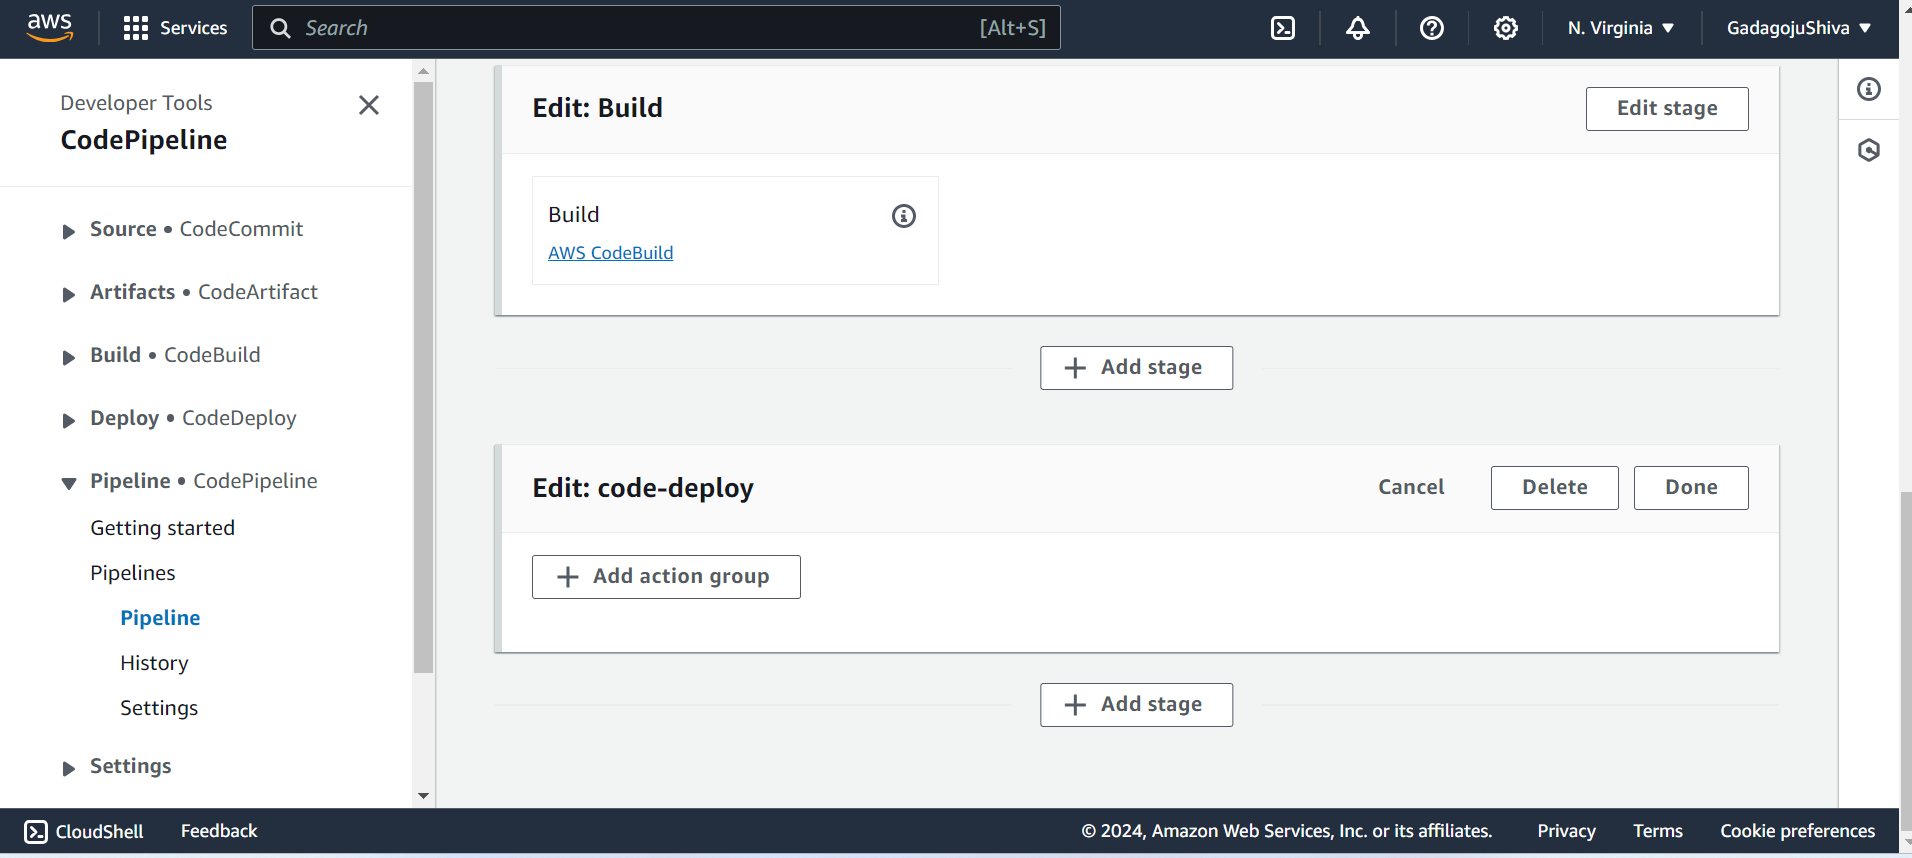 aws
Services
Search
[Alt+S]
N. Virginia
GadagojuShiva
Developer Tools
CodePipeline
Source • CodeCommit
Artifacts • CodeArtifact
Build • CodeBuild
Deploy • CodeDeploy
Pipeline • CodePipeline
Getting started
Pipelines
Pipeline
History
Settings
Settings
Edit: Build
Edit stage
Build
AWS CodeBuild
Add stage
Edit: code-deploy
Cancel
Delete
Done
Add action group
Add stage
CloudShell
Feedback
© 2024, Amazon Web Services, Inc. or its affiliates.
Privacy
Terms
Cookie preferences